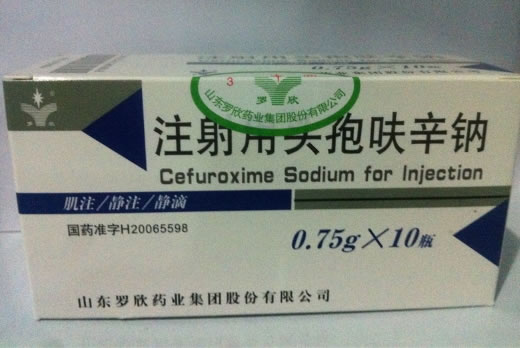 山东罗欣药业集团股份有限公司
罗欣
注射用头孢呋辛钠
Cefuroxime Sodium for Injection
肌注/静注/静滴
国药准字H20065598
0.75g×10瓶
山东罗欣药业集团股份有限公司